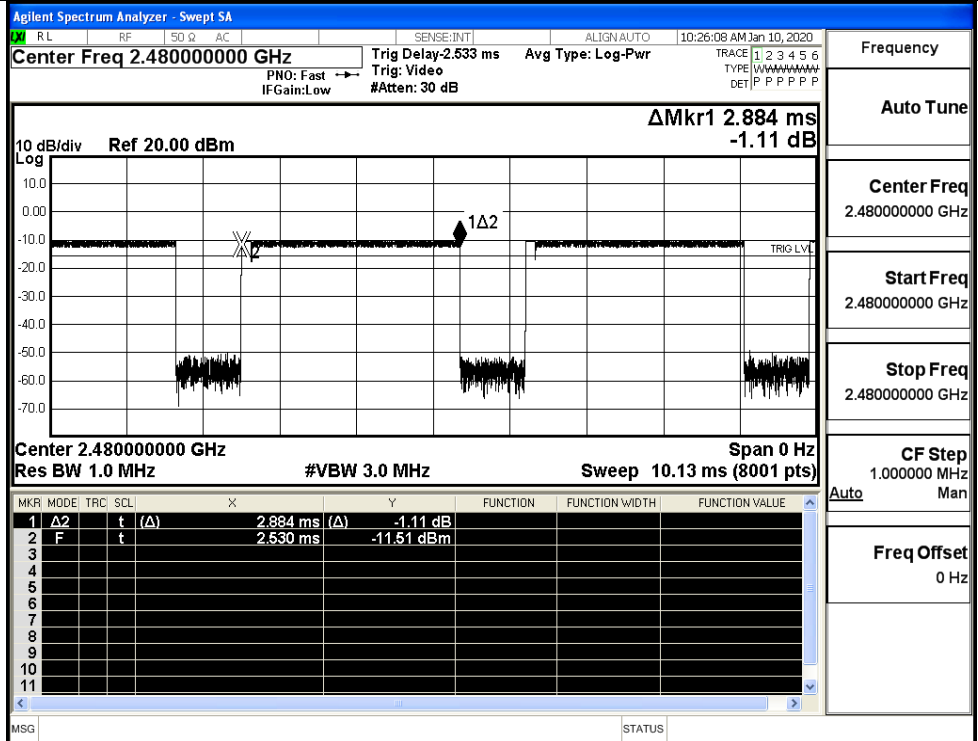 Agilent Spectrum Analyzer - Swept SA
LXI RL RF 50 Ω AC SENSE:INT ALIGNAUTO 10:26:08 AM Jan 10, 2020
Center Freq 2.480000000 GHz
PNO: Fast
IFGain:Low
Trig Delay-2.533 ms
Trig: Video
#Atten: 30 dB
Avg Type: Log-Pwr
TRACE 1 2 3 4 5 6
TYPE WWWWWW
DET P P P P P P
ΔMkr1 2.884 ms
-1.11 dB
10 dB/div Ref 20.00 dBm
Log
10.0
0.00
-10.0
-20.0
-30.0
-40.0
-50.0
-60.0
-70.0
1Δ2
2
TRIG LVL
Center 2.480000000 GHz Span 0 Hz
Res BW 1.0 MHz #VBW 3.0 MHz Sweep 10.13 ms (8001 pts)
MKR MODE TRC SCL X Y FUNCTION FUNCTION WIDTH FUNCTION VALUE
1 Δ2 t (Δ) 2.884 ms (Δ) -1.11 dB
2 F t 2.530 ms -11.51 dBm
3
4
5
6
7
8
9
10
11
MSG STATUS
Frequency
Auto Tune
Center Freq
2.480000000 GHz
Start Freq
2.480000000 GHz
Stop Freq
2.480000000 GHz
CF Step
1.000000 MHz
Auto Man
Freq Offset
0 Hz